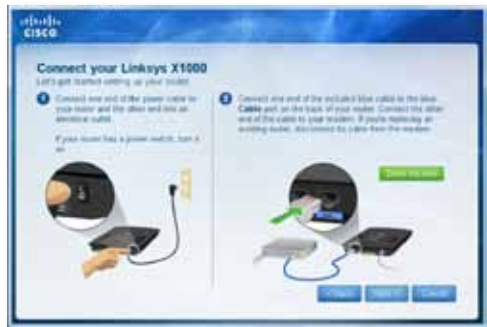 CISCO
Connect your Linksys X1000
Let's get started setting up your router.
1 Connect one end of the power cable to
your router and the other end into an
electrical outlet.
If your router has a power switch, turn it
on.
2 Connect one end of the included blue cable to the blue
Cable port on the back of your router. Connect the other
end of the cable to your modem. If you're replacing an
existing router, disconnect its cable from the modem.
Cancel